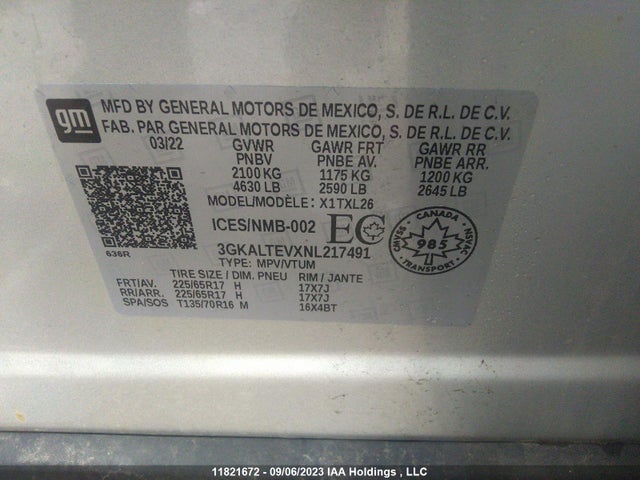 gm
MFD BY GENERAL MOTORS DE MEXICO, S. DE R.L. DE C.V.
FAB. PAR GENERAL MOTORS DE MEXICO, S. DE R.L. DE C.V.
03/22 GVWR GAWR FRT GAWR RR
PNBV PNBE AV. PNBE ARR.
2100 KG 1175 KG 1200 KG
4630 LB 2590 LB 2645 LB
MODEL/MODÈLE: X1TXL26
ICES/NMB-002 EC
CANADA
CMVSS 985 NSVAC
TRANSPORT
636R
3GKALTEVXNL217491
TYPE: MPV/VTUM
TIRE SIZE / DIM. PNEU RIM / JANTE
FRT/AV. 225/65R17 H 17X7J
RR/ARR. 225/65R17 H 17X7J
SPA/SOS T135/70R16 M 16X4BT
11821672 - 09/06/2023 IAA Holdings , LLC